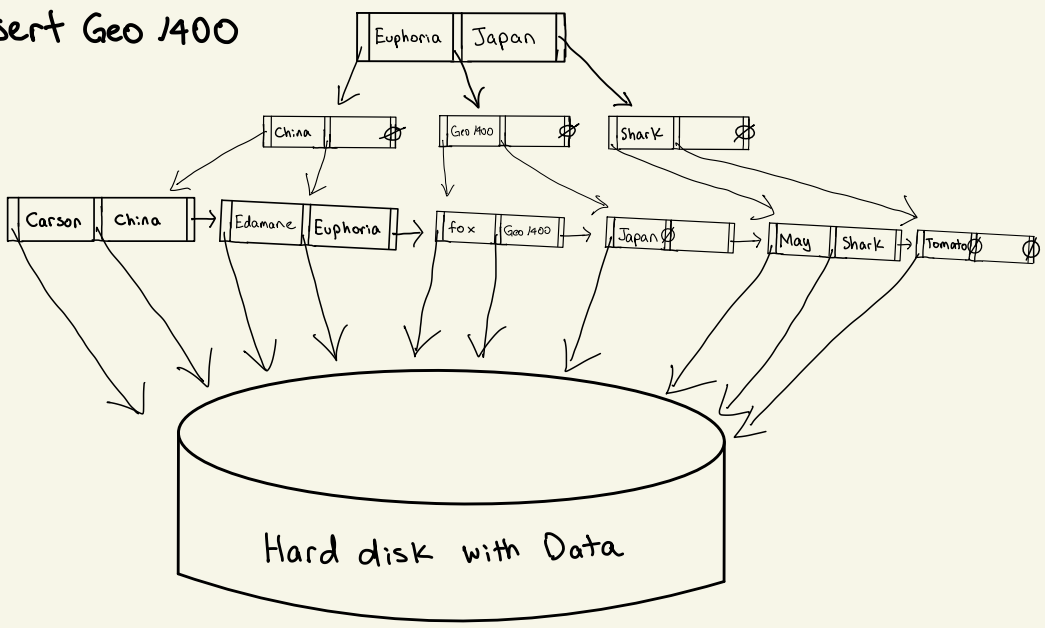 sert Geo 1400
Euphoria Japan
China Ø Geo 1400 Ø Shark Ø
Carson China Edamane Euphoria fox Geo 1400 Japan Ø May Shark Tomato Ø Ø
Hard disk with Data